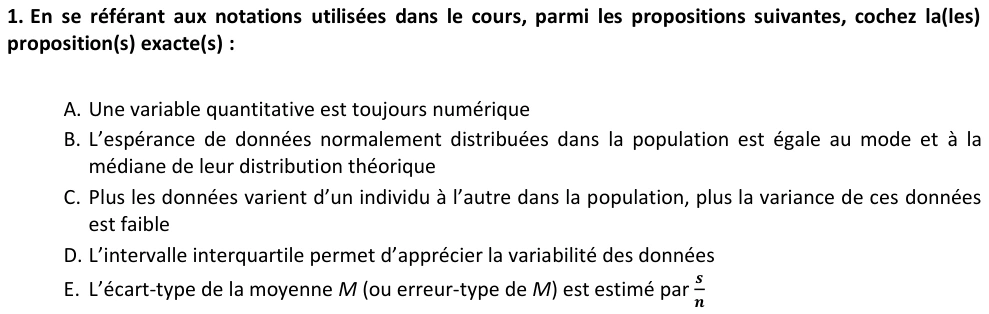 1. En se référant aux notations utilisées dans le cours, parmi les propositions suivantes, cochez la(les)
proposition(s) exacte(s) :
A. Une variable quantitative est toujours numérique
B. L’espérance de données normalement distribuées dans la population est égale au mode et à la
médiane de leur distribution théorique
C. Plus les données varient d’un individu à l’autre dans la population, plus la variance de ces données
est faible
D. L’intervalle interquartile permet d’apprécier la variabilité des données
E. L’écart-type de la moyenne M (ou erreur-type de M) est estimé par s/n